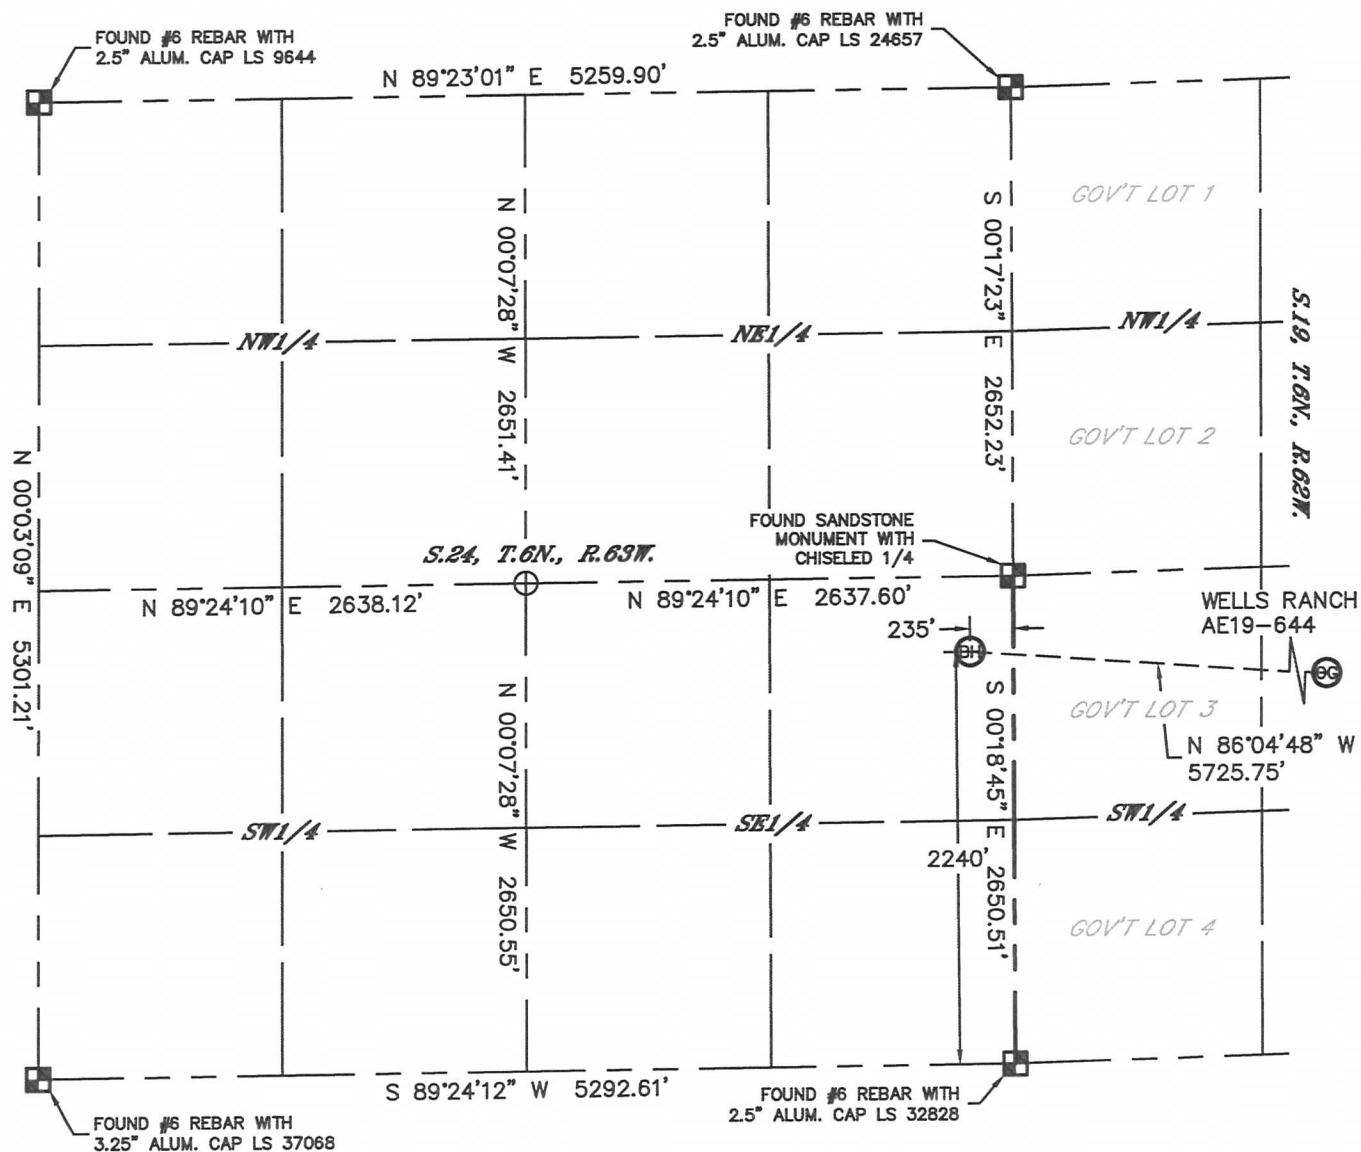 FOUND #6 REBAR WITH
2.5" ALUM. CAP LS 9644
FOUND #6 REBAR WITH
2.5" ALUM. CAP LS 24657
N 89°23'01" E 5259.90'
N 00°07'28" W 2651.41'
S 00°17'23" E 2652.23'
GOV'T LOT 1
NW1/4
NE1/4
NW1/4
S.19, T.6N., R.62W.
GOV'T LOT 2
N 00°03'09" E 5301.21'
FOUND SANDSTONE
MONUMENT WITH
CHISELED 1/4
S.24, T.6N., R.63W.
N 89°24'10" E 2638.12'
N 89°24'10" E 2637.60'
WELLS RANCH
AE19-644
235'
BH
OG
N 00°07'28" W 2650.55'
S 00°18'45" E 2650.51'
GOV'T LOT 3
N 86°04'48" W
5725.75'
SW1/4
SE1/4
SW1/4
2240'
GOV'T LOT 4
S 89°24'12" W 5292.61'
FOUND #6 REBAR WITH
2.5" ALUM. CAP LS 32828
FOUND #6 REBAR WITH
3.25" ALUM. CAP LS 37068